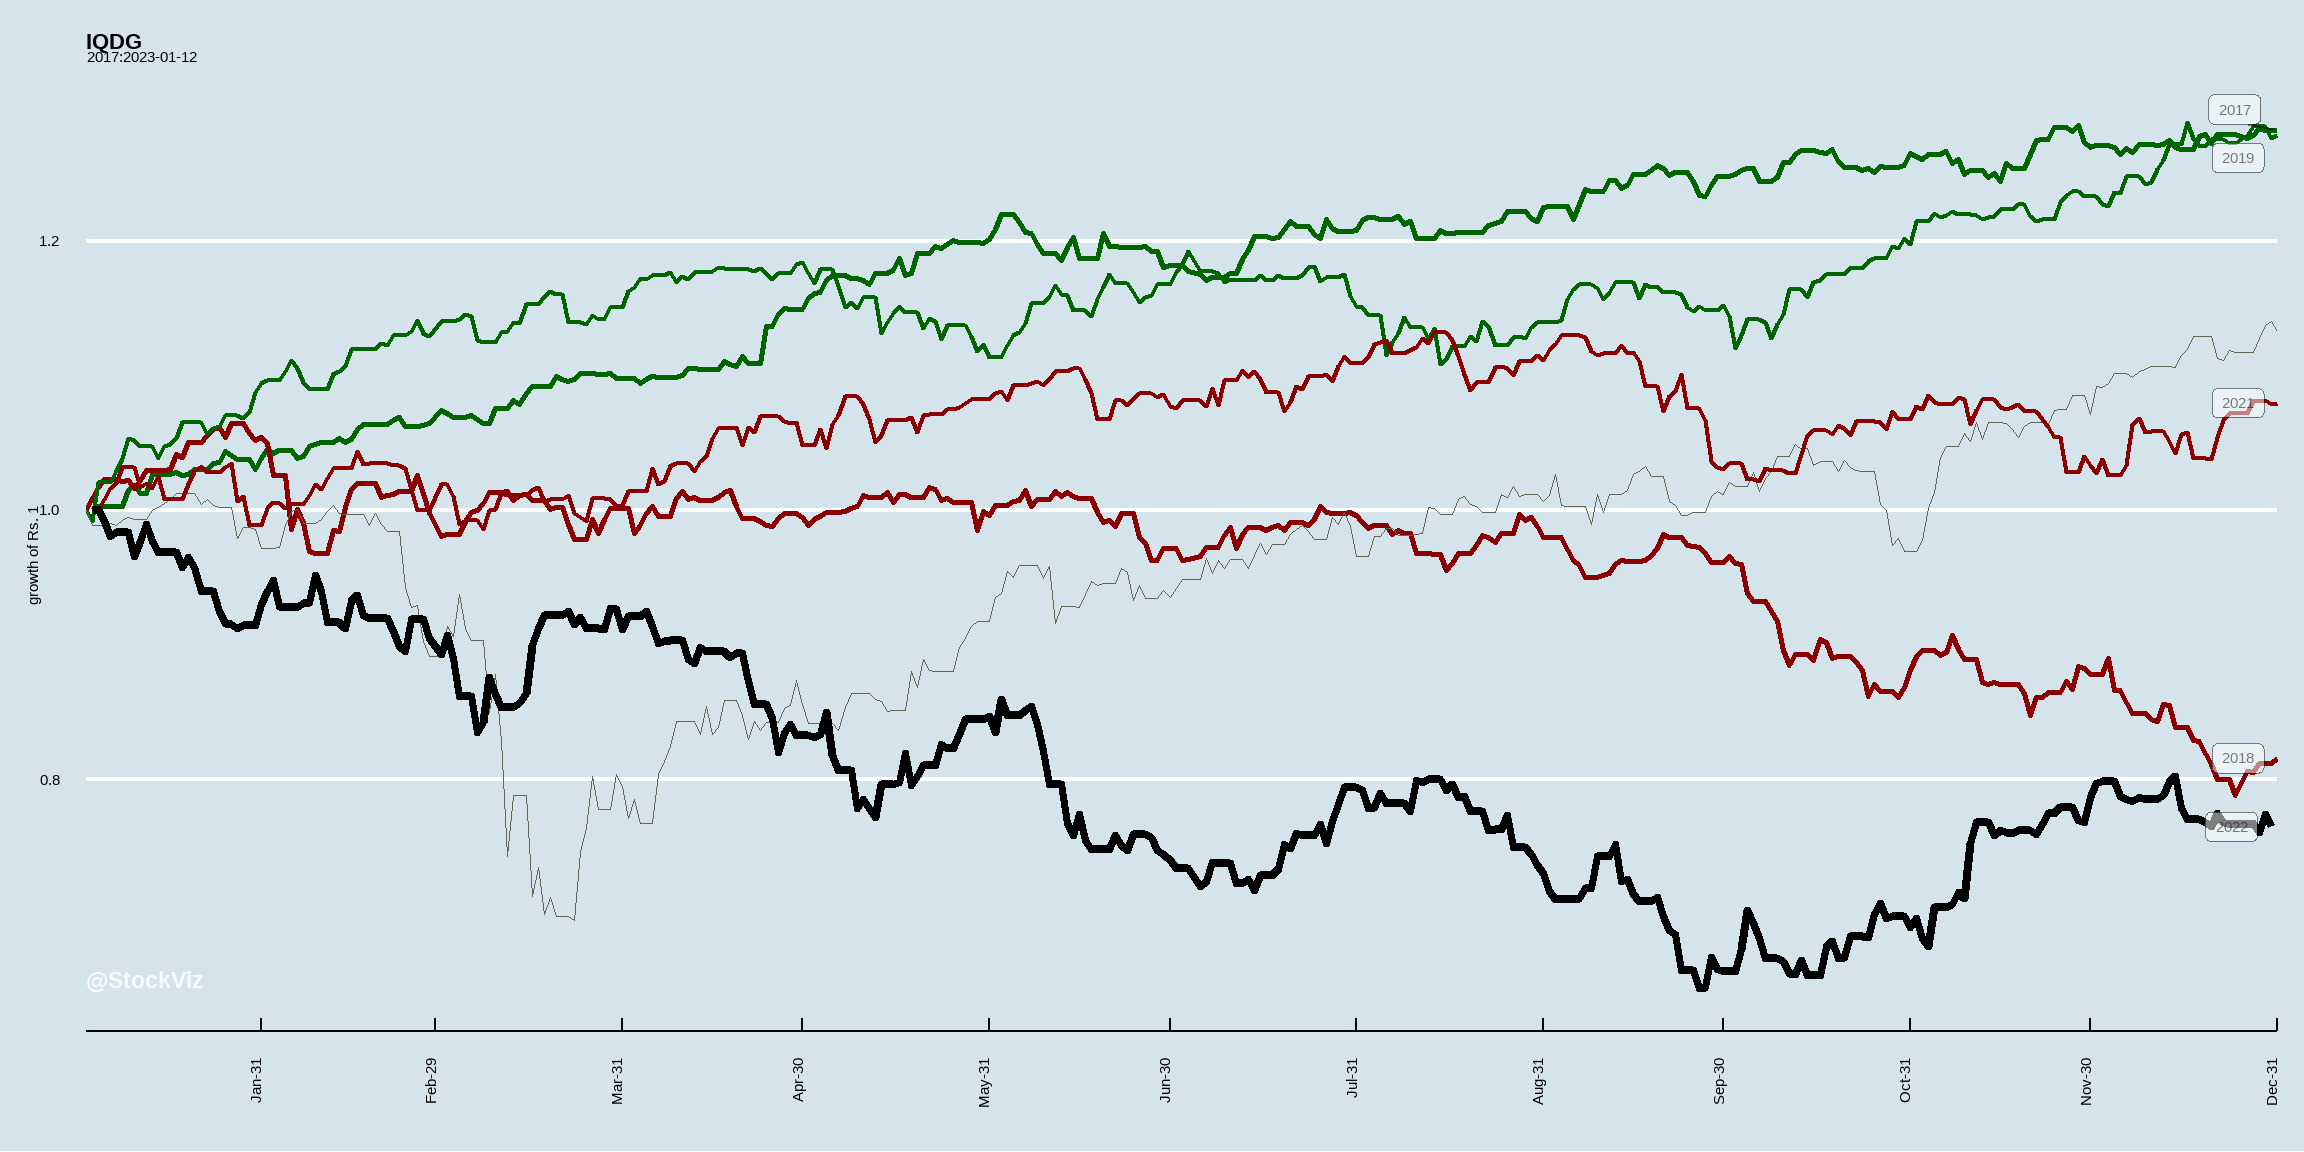 IQDG
2017:2023-01-12
2017
2019
1.2
2021
1.0
growth of Rs. 1
2018
0.8
2022
@StockViz
Jan-31
Feb-29
Mar-31
Apr-30
May-31
Jun-30
Jul-31
Aug-31
Sep-30
Oct-31
Nov-30
Dec-31